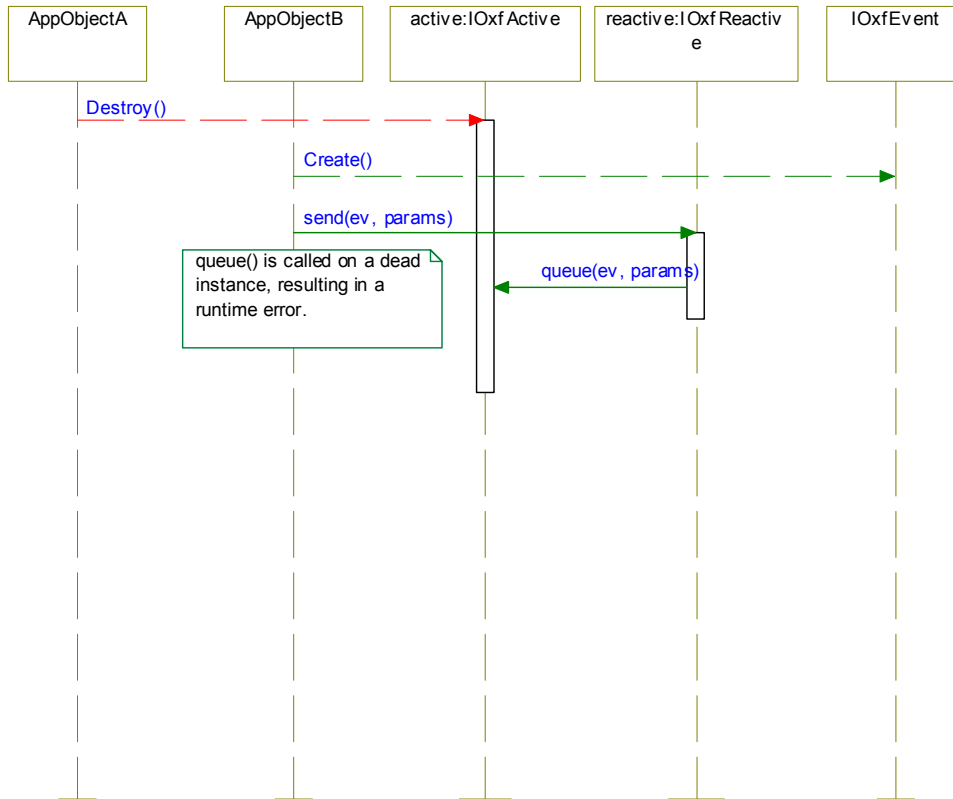 AppObjectA
AppObjectB
active:IOxfActive
reactive:IOxfReactiv
e
IOxfEvent
Destroy()
Create()
send(ev, params)
queue() is called on a dead
instance, resulting in a
runtime error.
queue(ev, params)